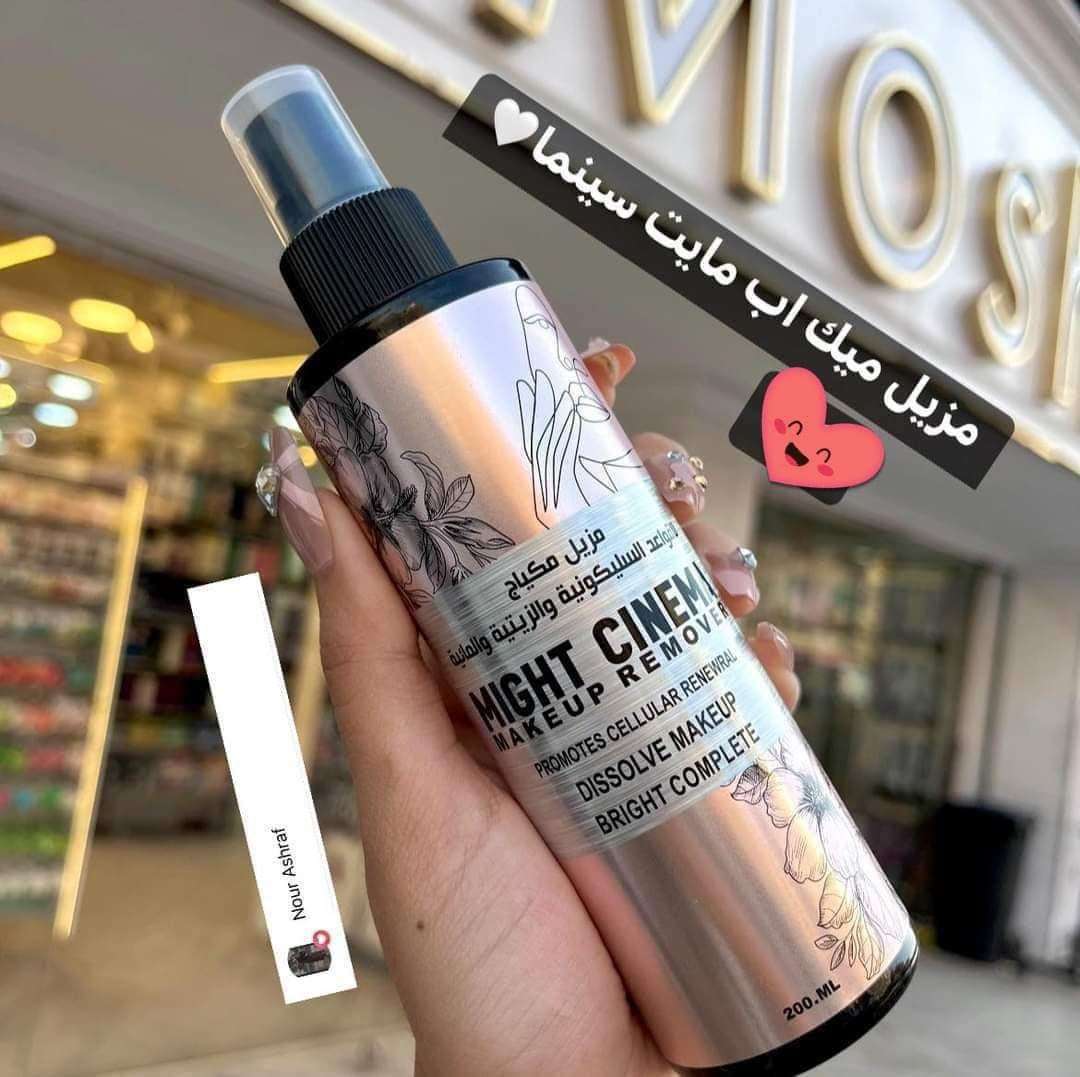 MOSH
مزيل ميك اب مايت سينما🤍
مزيل مكياج
السليكونية والزيتية والمائية
MIGHT CINEMA
MAKEUP REMOVER
PROMOTES CELLULAR RENEWRAL
DISSOLVE MAKEUP
BRIGHT COMPLETE
200.ML
Nour Ashraf